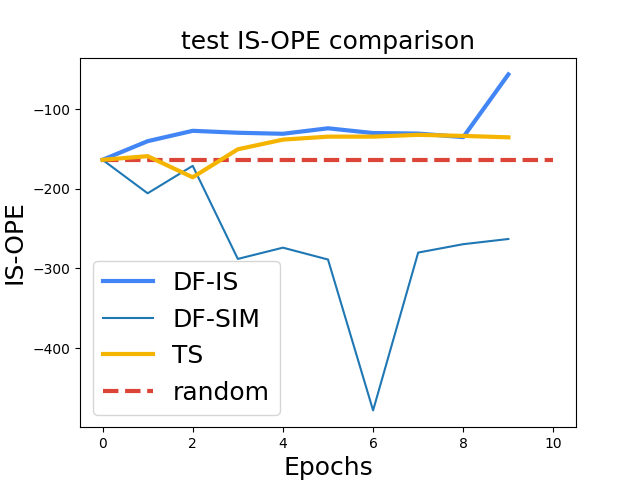 test IS-OPE comparison
IS-OPE
−100
−200
−300
−400
DF-IS
DF-SIM
TS
random
0 2 4 6 8 10
Epochs